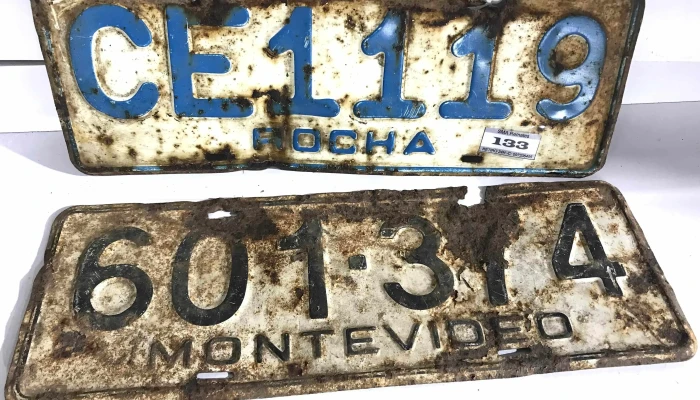 CE1119
ROCHA
133
601·314
MONTEVIDEO